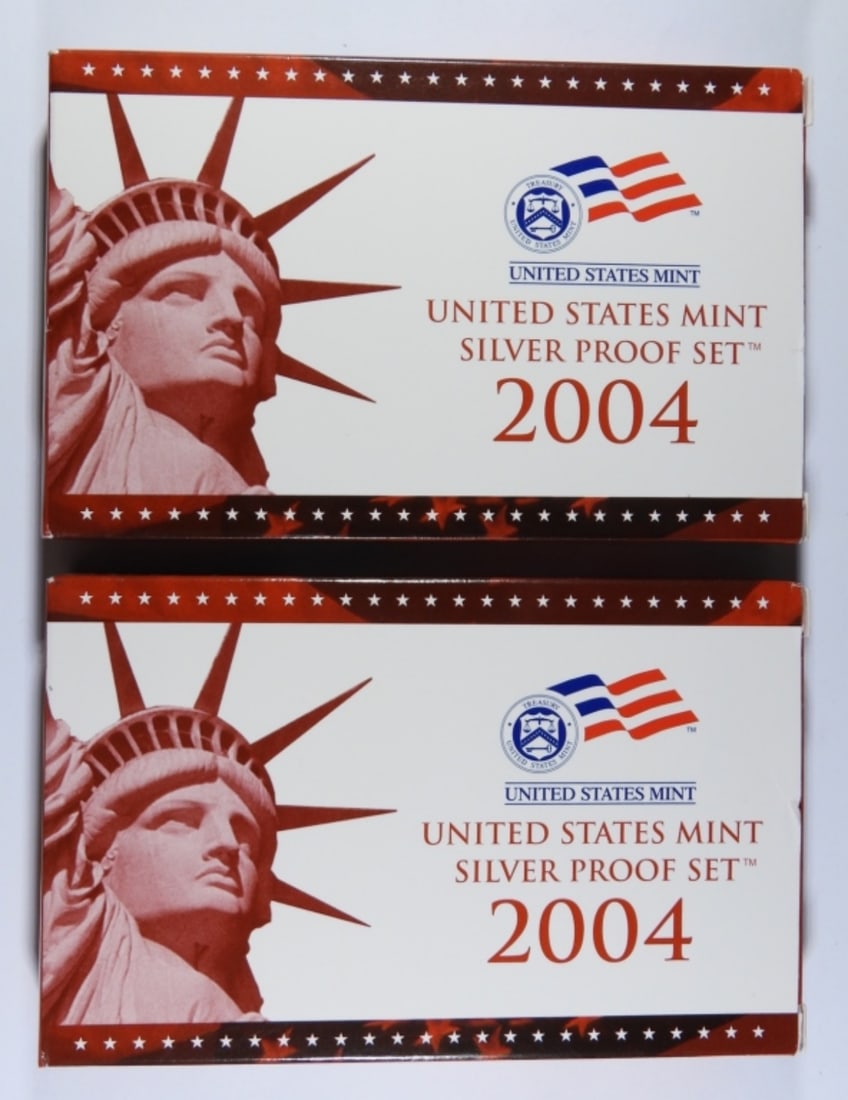 TREASURY
UNITED STATES MINT
TM
UNITED STATES MINT
UNITED STATES MINT
SILVER PROOF SET™
2004
TREASURY
UNITED STATES MINT
TM
UNITED STATES MINT
UNITED STATES MINT
SILVER PROOF SET™
2004